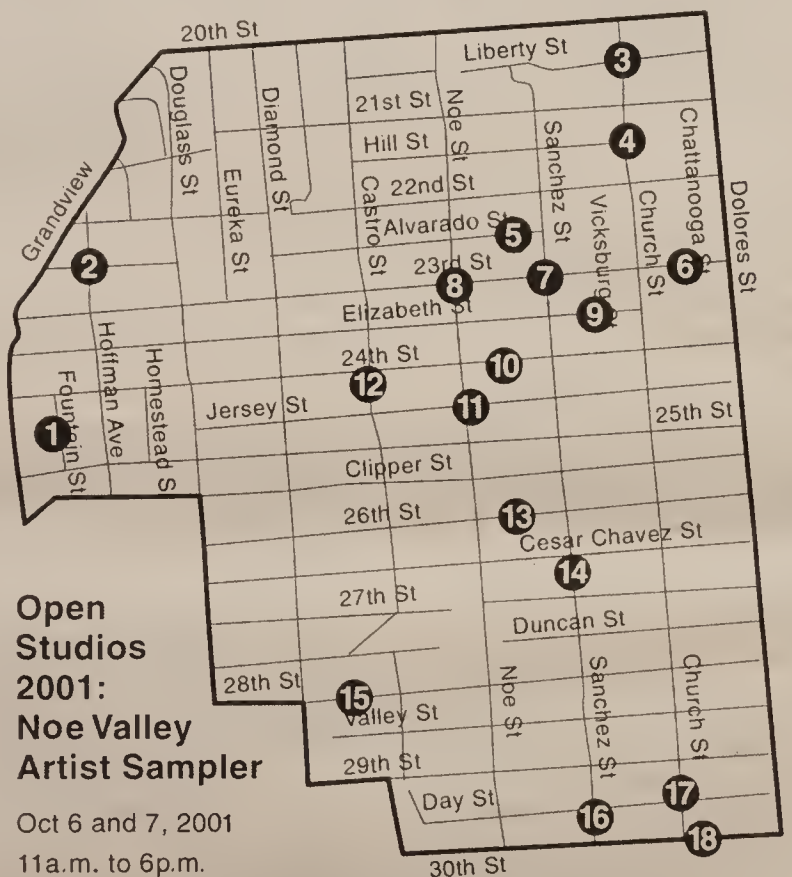 20th St
Liberty St
3
Douglass St
Diamond St
21st St
Noe St
Hill St
4
Sanchez St
Chattanooga St
22nd St
Eureka St
Castro St
Alvarado St
5
Vicksburg St
Church St
Dolores St
Grandview
2
23rd St
8
7
6
Elizabeth St
9
24th St
10
12
Hoffman Ave
Homestead S
Jersey St
11
25th St
Fountain St
1
Clipper St
26th St
13
Cesar Chavez St
14
27th St
Duncan St
28th St
15
Valley St
Noe St
Sanchez St
Church St
29th St
Day St
16
17
18
30th St
Open
Studios
2001:
Noe Valley
Artist Sampler
Oct 6 and 7, 2001
11a.m. to 6p.m.